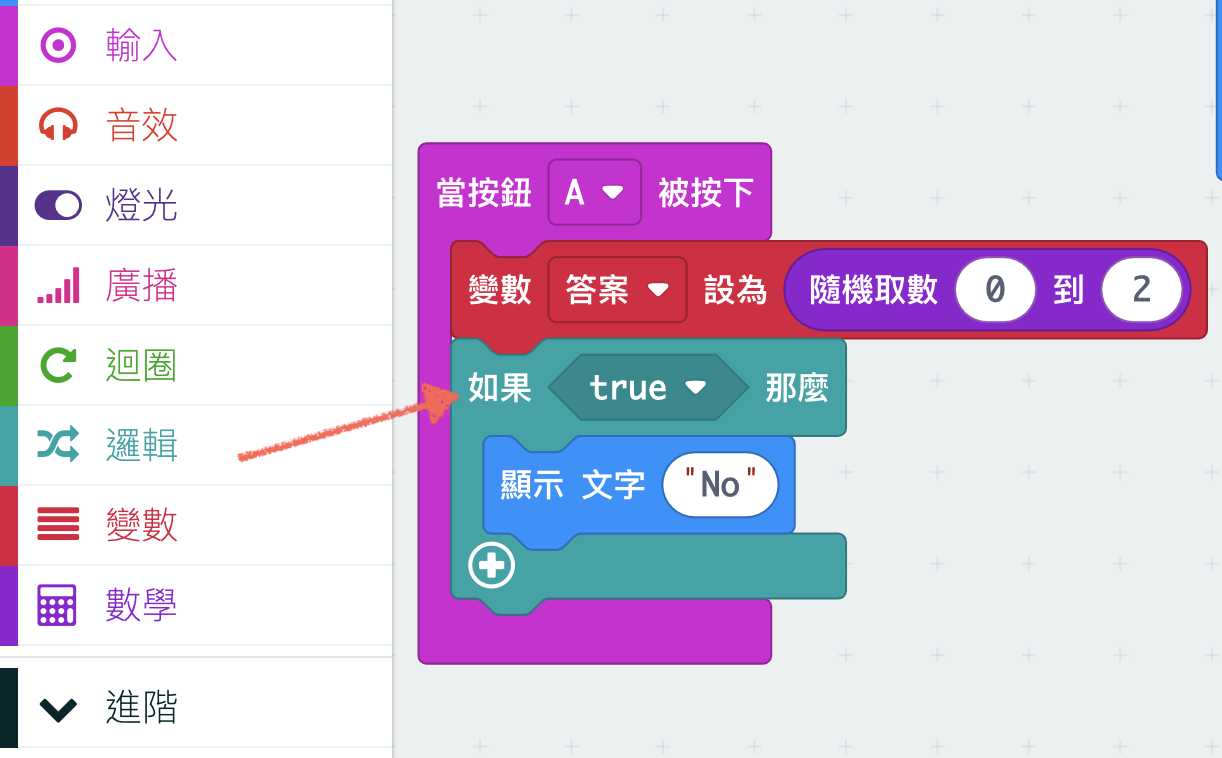 輸入
音效
燈光
廣播
迴圈
邏輯
變數
數學
進階
當按鈕 A 被按下
變數 答案 設為 隨機取數 0 到 2
如果 true 那麼
顯示 文字 "No"